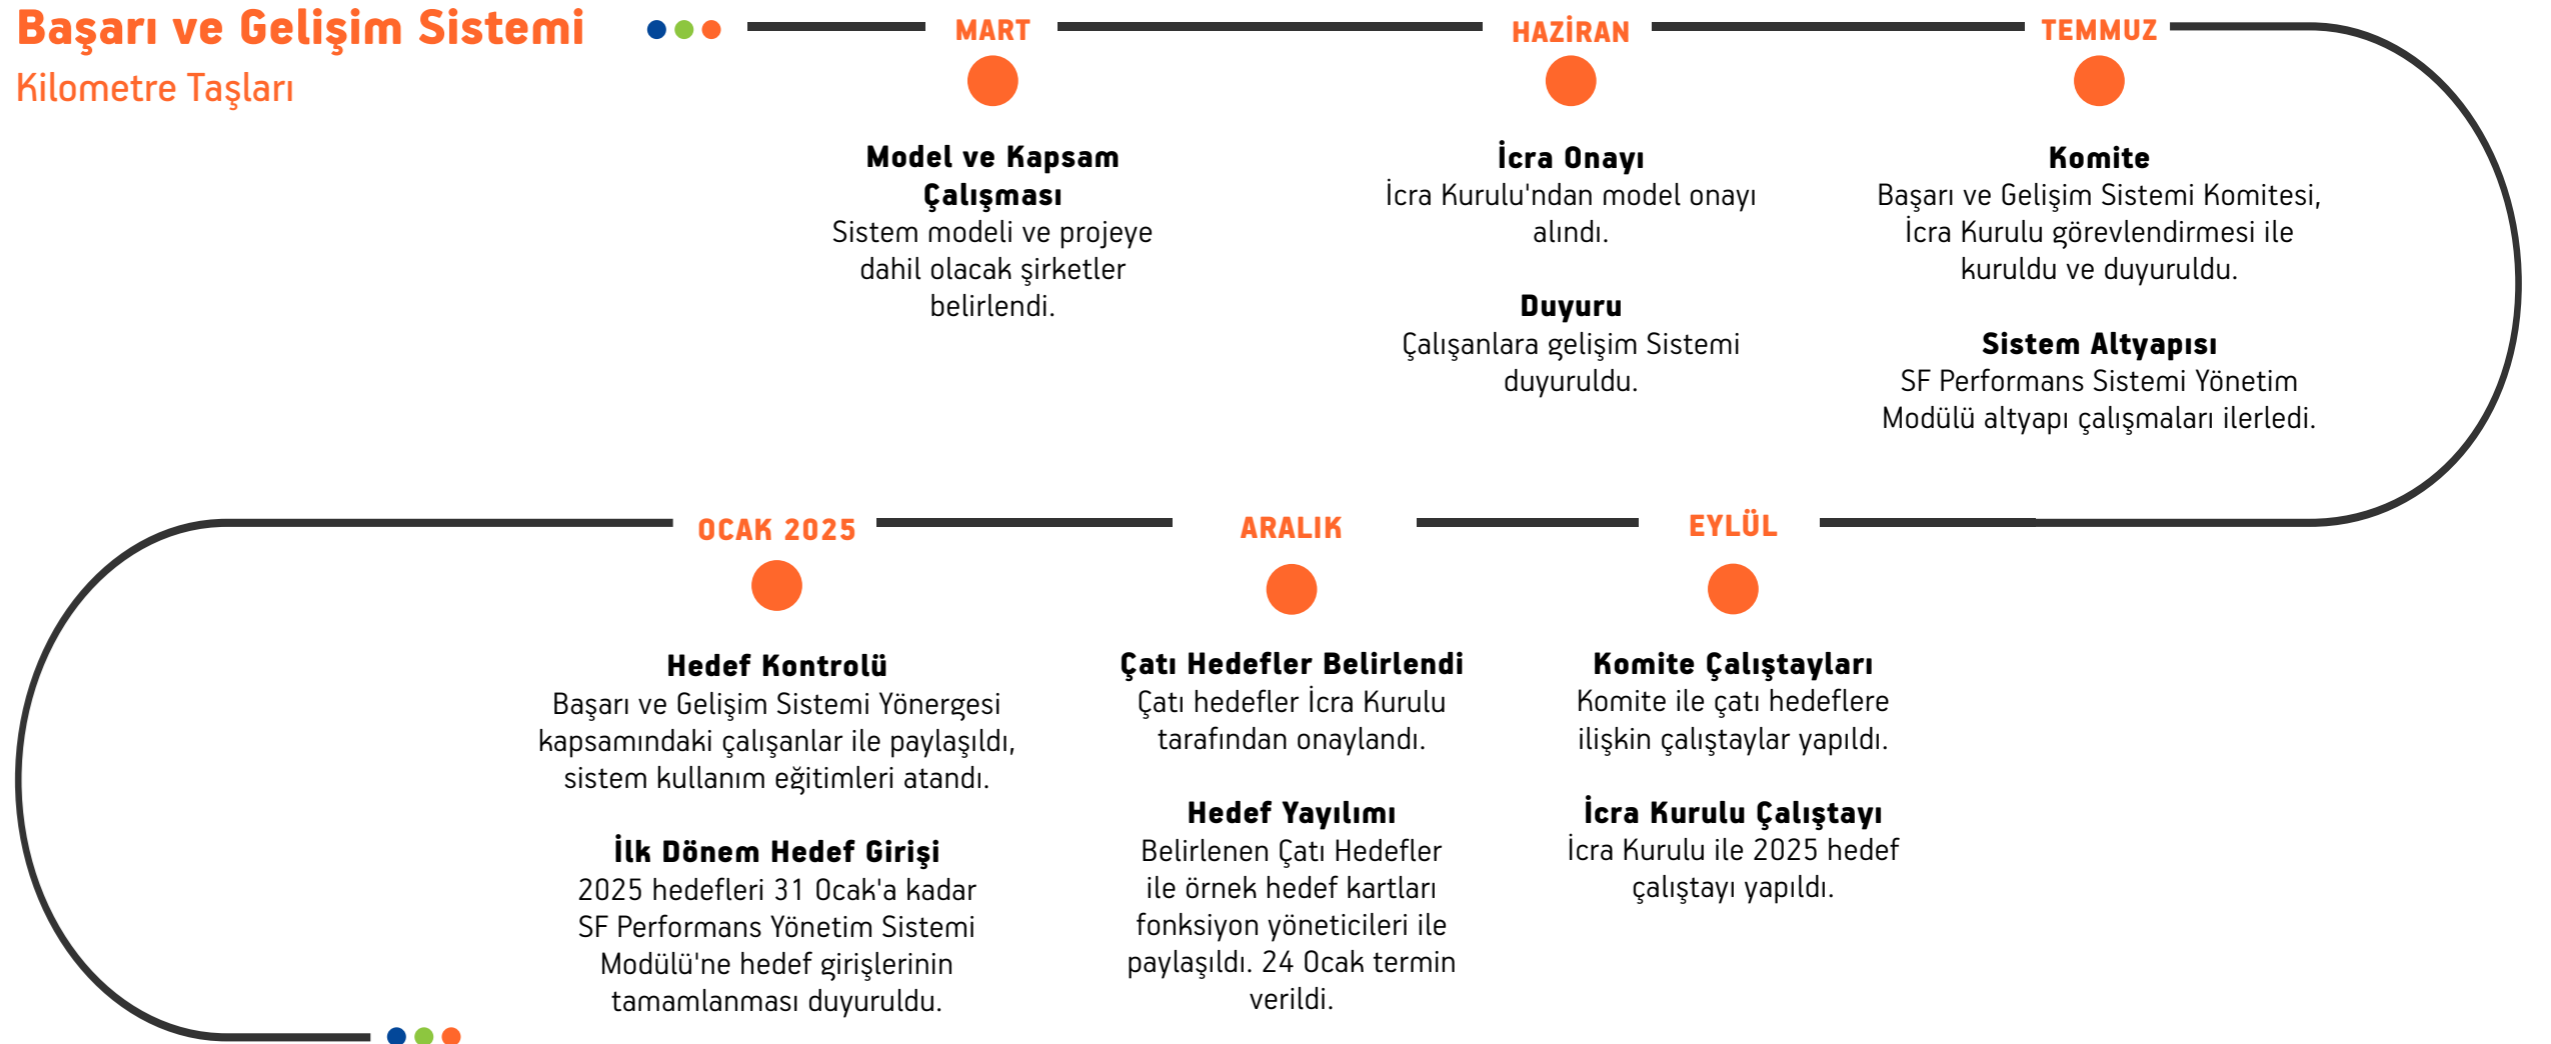 Başarı ve Gelişim Sistemi
Kilometre Taşları
MART
Model ve Kapsam
Çalışması
Sistem modeli ve projeye
dahil olacak şirketler
belirlendi.
HAZİRAN
İcra Onayı
İcra Kurulu'ndan model onayı
alındı.
Duyuru
Çalışanlara gelişim Sistemi
duyuruldu.
TEMMUZ
Komite
Başarı ve Gelişim Sistemi Komitesi,
İcra Kurulu görevlendirmesi ile
kuruldu ve duyuruldu.
Sistem Altyapısı
SF Performans Sistemi Yönetim
Modülü altyapı çalışmaları ilerledi.
EYLÜL
Komite Çalıştayları
Komite ile çatı hedeflere
ilişkin çalıştaylar yapıldı.
İcra Kurulu Çalıştayı
İcra Kurulu ile 2025 hedef
çalıştayı yapıldı.
ARALIK
Çatı Hedefler Belirlendi
Çatı hedefler İcra Kurulu
tarafından onaylandı.
Hedef Yayılımı
Belirlenen Çatı Hedefler
ile örnek hedef kartları
fonksiyon yöneticileri ile
paylaşıldı. 24 Ocak termin
verildi.
OCAK 2025
Hedef Kontrolü
Başarı ve Gelişim Sistemi Yönergesi
kapsamındaki çalışanlar ile paylaşıldı,
sistem kullanım eğitimleri atandı.
İlk Dönem Hedef Girişi
2025 hedefleri 31 Ocak'a kadar
SF Performans Yönetim Sistemi
Modülü'ne hedef girişlerinin
tamamlanması duyuruldu.